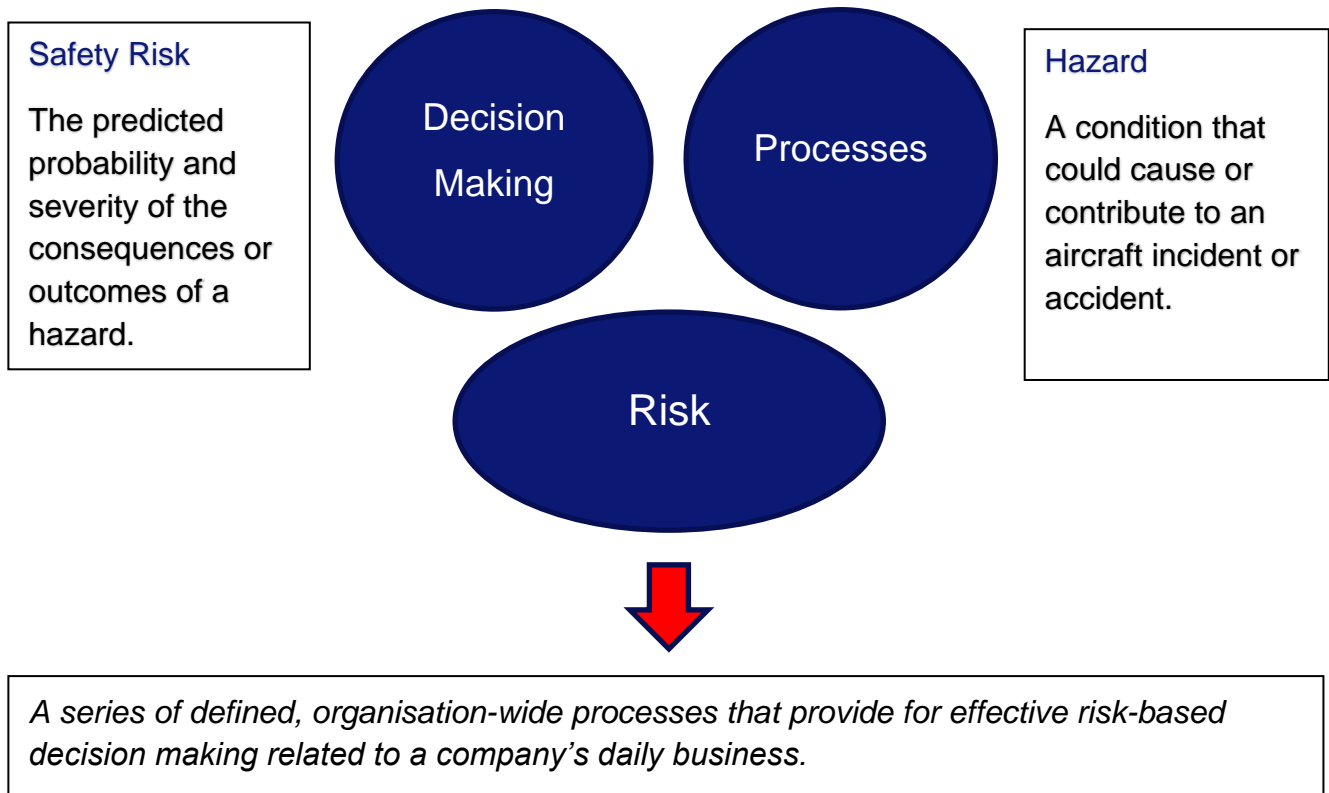 Safety Risk
The predicted
probability and
severity of the
consequences or
outcomes of a
hazard.
Decision
Making
Processes
Hazard
A condition that
could cause or
contribute to an
aircraft incident or
accident.
Risk
A series of defined, organisation-wide processes that provide for effective risk-based
decision making related to a company’s daily business.